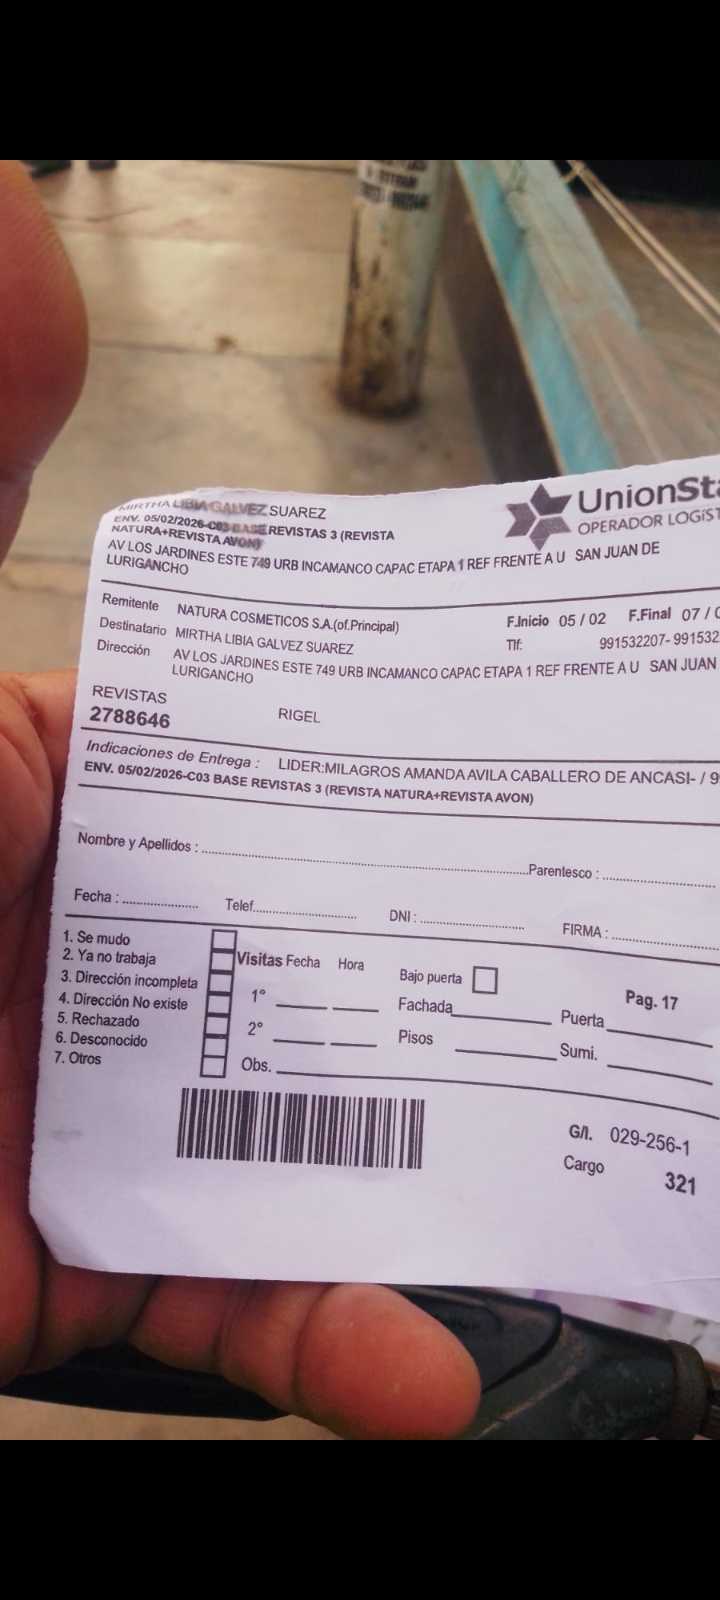 MIRTHA LIBIA GALVEZ SUAREZ
ENV. 05/02/2026-C03 BASE REVISTAS 3 (REVISTA
NATURA+REVISTA AVON)
AV LOS JARDINES ESTE 749 URB INCAMANCO CAPAC ETAPA 1 REF FRENTE A U SAN JUAN DE
LURIGANCHO
UnionSta
OPERADOR LOGíST
Remitente NATURA COSMETICOS S.A.(of.Principal)
F.Inicio 05 / 02 F.Final 07 / 0
Destinatario MIRTHA LIBIA GALVEZ SUAREZ
Tlf: 991532207- 991532
Dirección AV LOS JARDINES ESTE 749 URB INCAMANCO CAPAC ETAPA 1 REF FRENTE A U SAN JUAN
LURIGANCHO
REVISTAS
2788646 RIGEL
Indicaciones de Entrega : LIDER:MILAGROS AMANDA AVILA CABALLERO DE ANCASI- / 9
ENV. 05/02/2026-C03 BASE REVISTAS 3 (REVISTA NATURA+REVISTA AVON)
Nombre y Apellidos : Parentesco :
Fecha : Telef. DNI : FIRMA :
1. Se mudo
2. Ya no trabaja
3. Dirección incompleta
4. Dirección No existe
5. Rechazado
6. Desconocido
7. Otros
Visitas Fecha Hora
1°
2°
Obs.
Bajo puerta
Fachada Puerta
Pisos Sumi.
Pag. 17
G/I. 029-256-1
Cargo 321